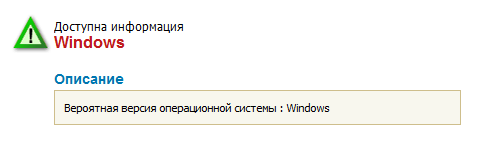 Доступна информация
Windows
Описание
Вероятная версия операционной системы : Windows